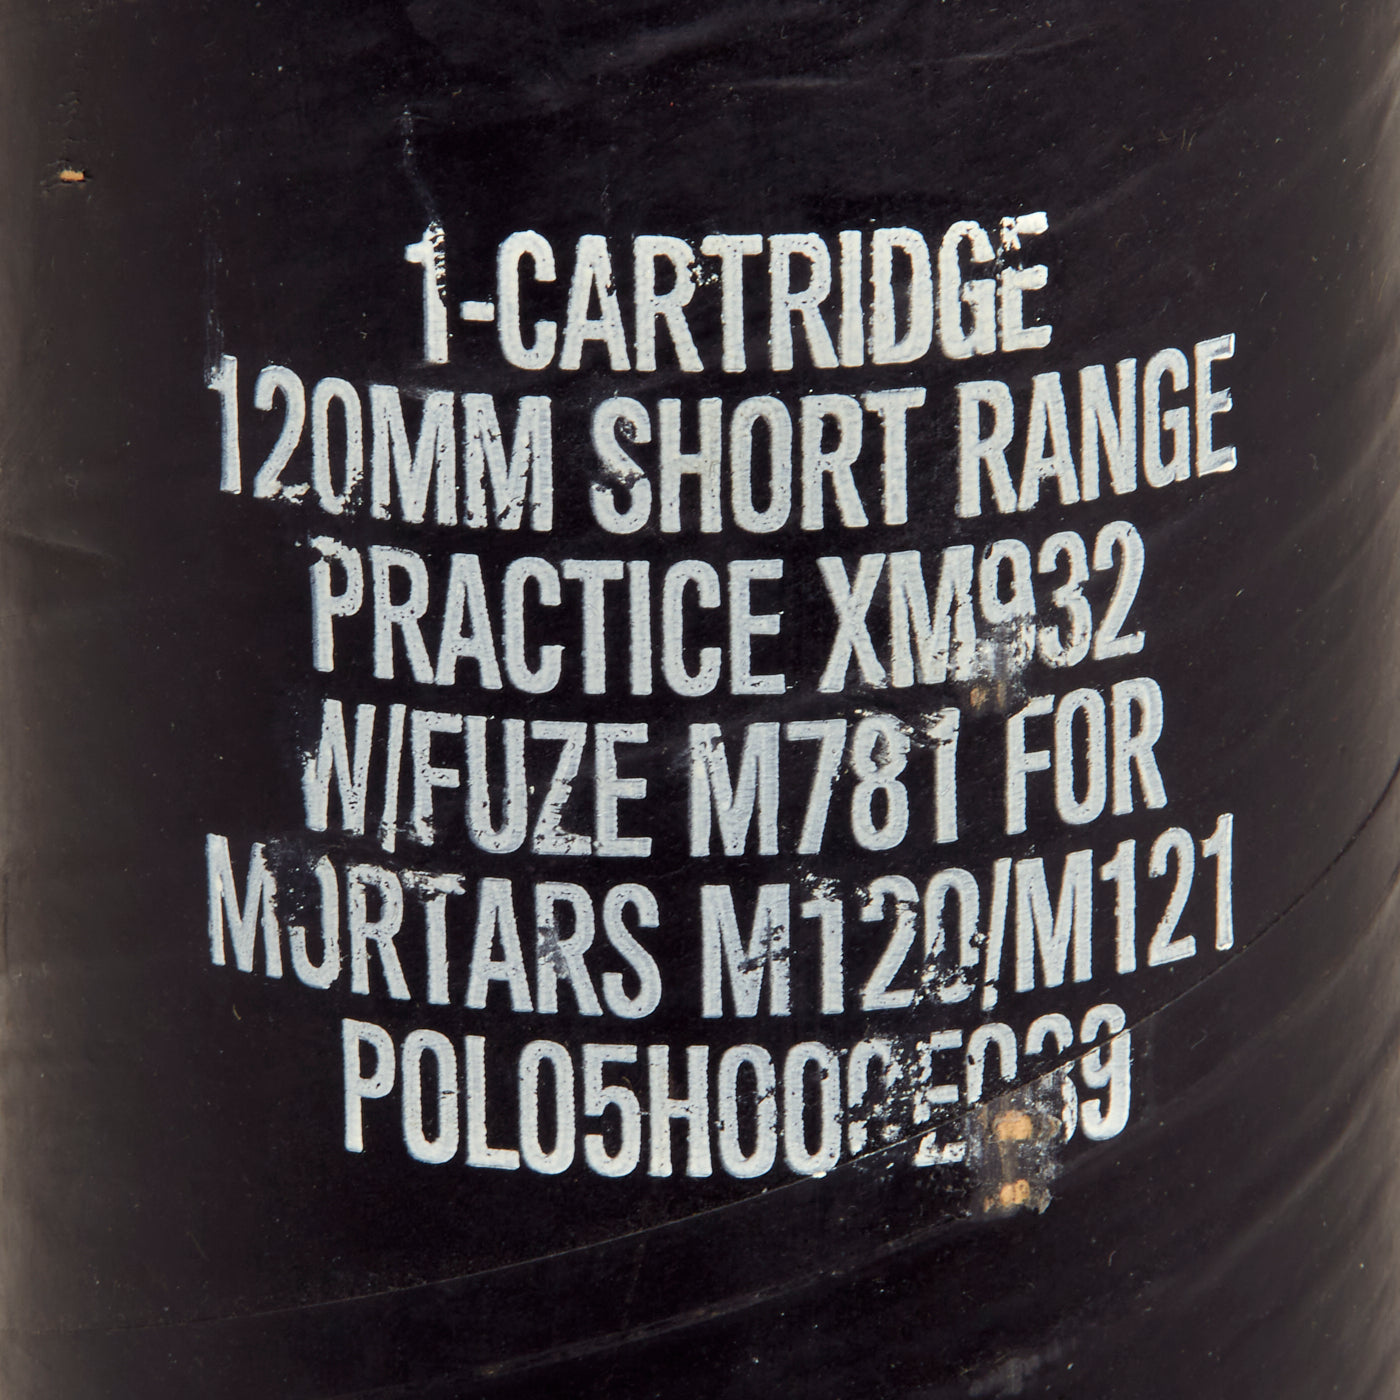 1-CARTRIDGE
120MM SHORT RANGE
PRACTICE XM932
W/FUZE M781 FOR
MORTARS M120/M121